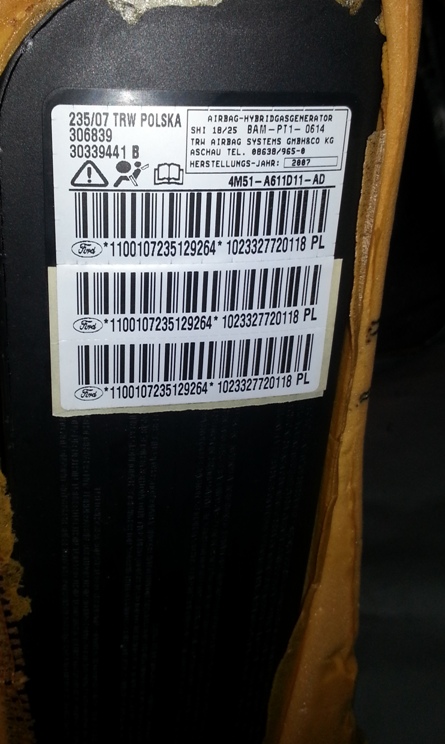 235/07 TRW POLSKA
306839
30339441 B
AIRBAG-HYBRIDGASGENERATOR
SHI 18/25 BAM-PT1-0614
TRW AIRBAG SYSTEMS GMBH&CO KG
ASCHAU TEL. 08638/965-0
HERSTELLUNGS-JAHR: 2007
4M51-A611D11-AD
Ford *1100107235129264* 1023327720118 PL
Ford *1100107235129264* 1023327720118 PL
Ford *1100107235129264* 1023327720118 PL